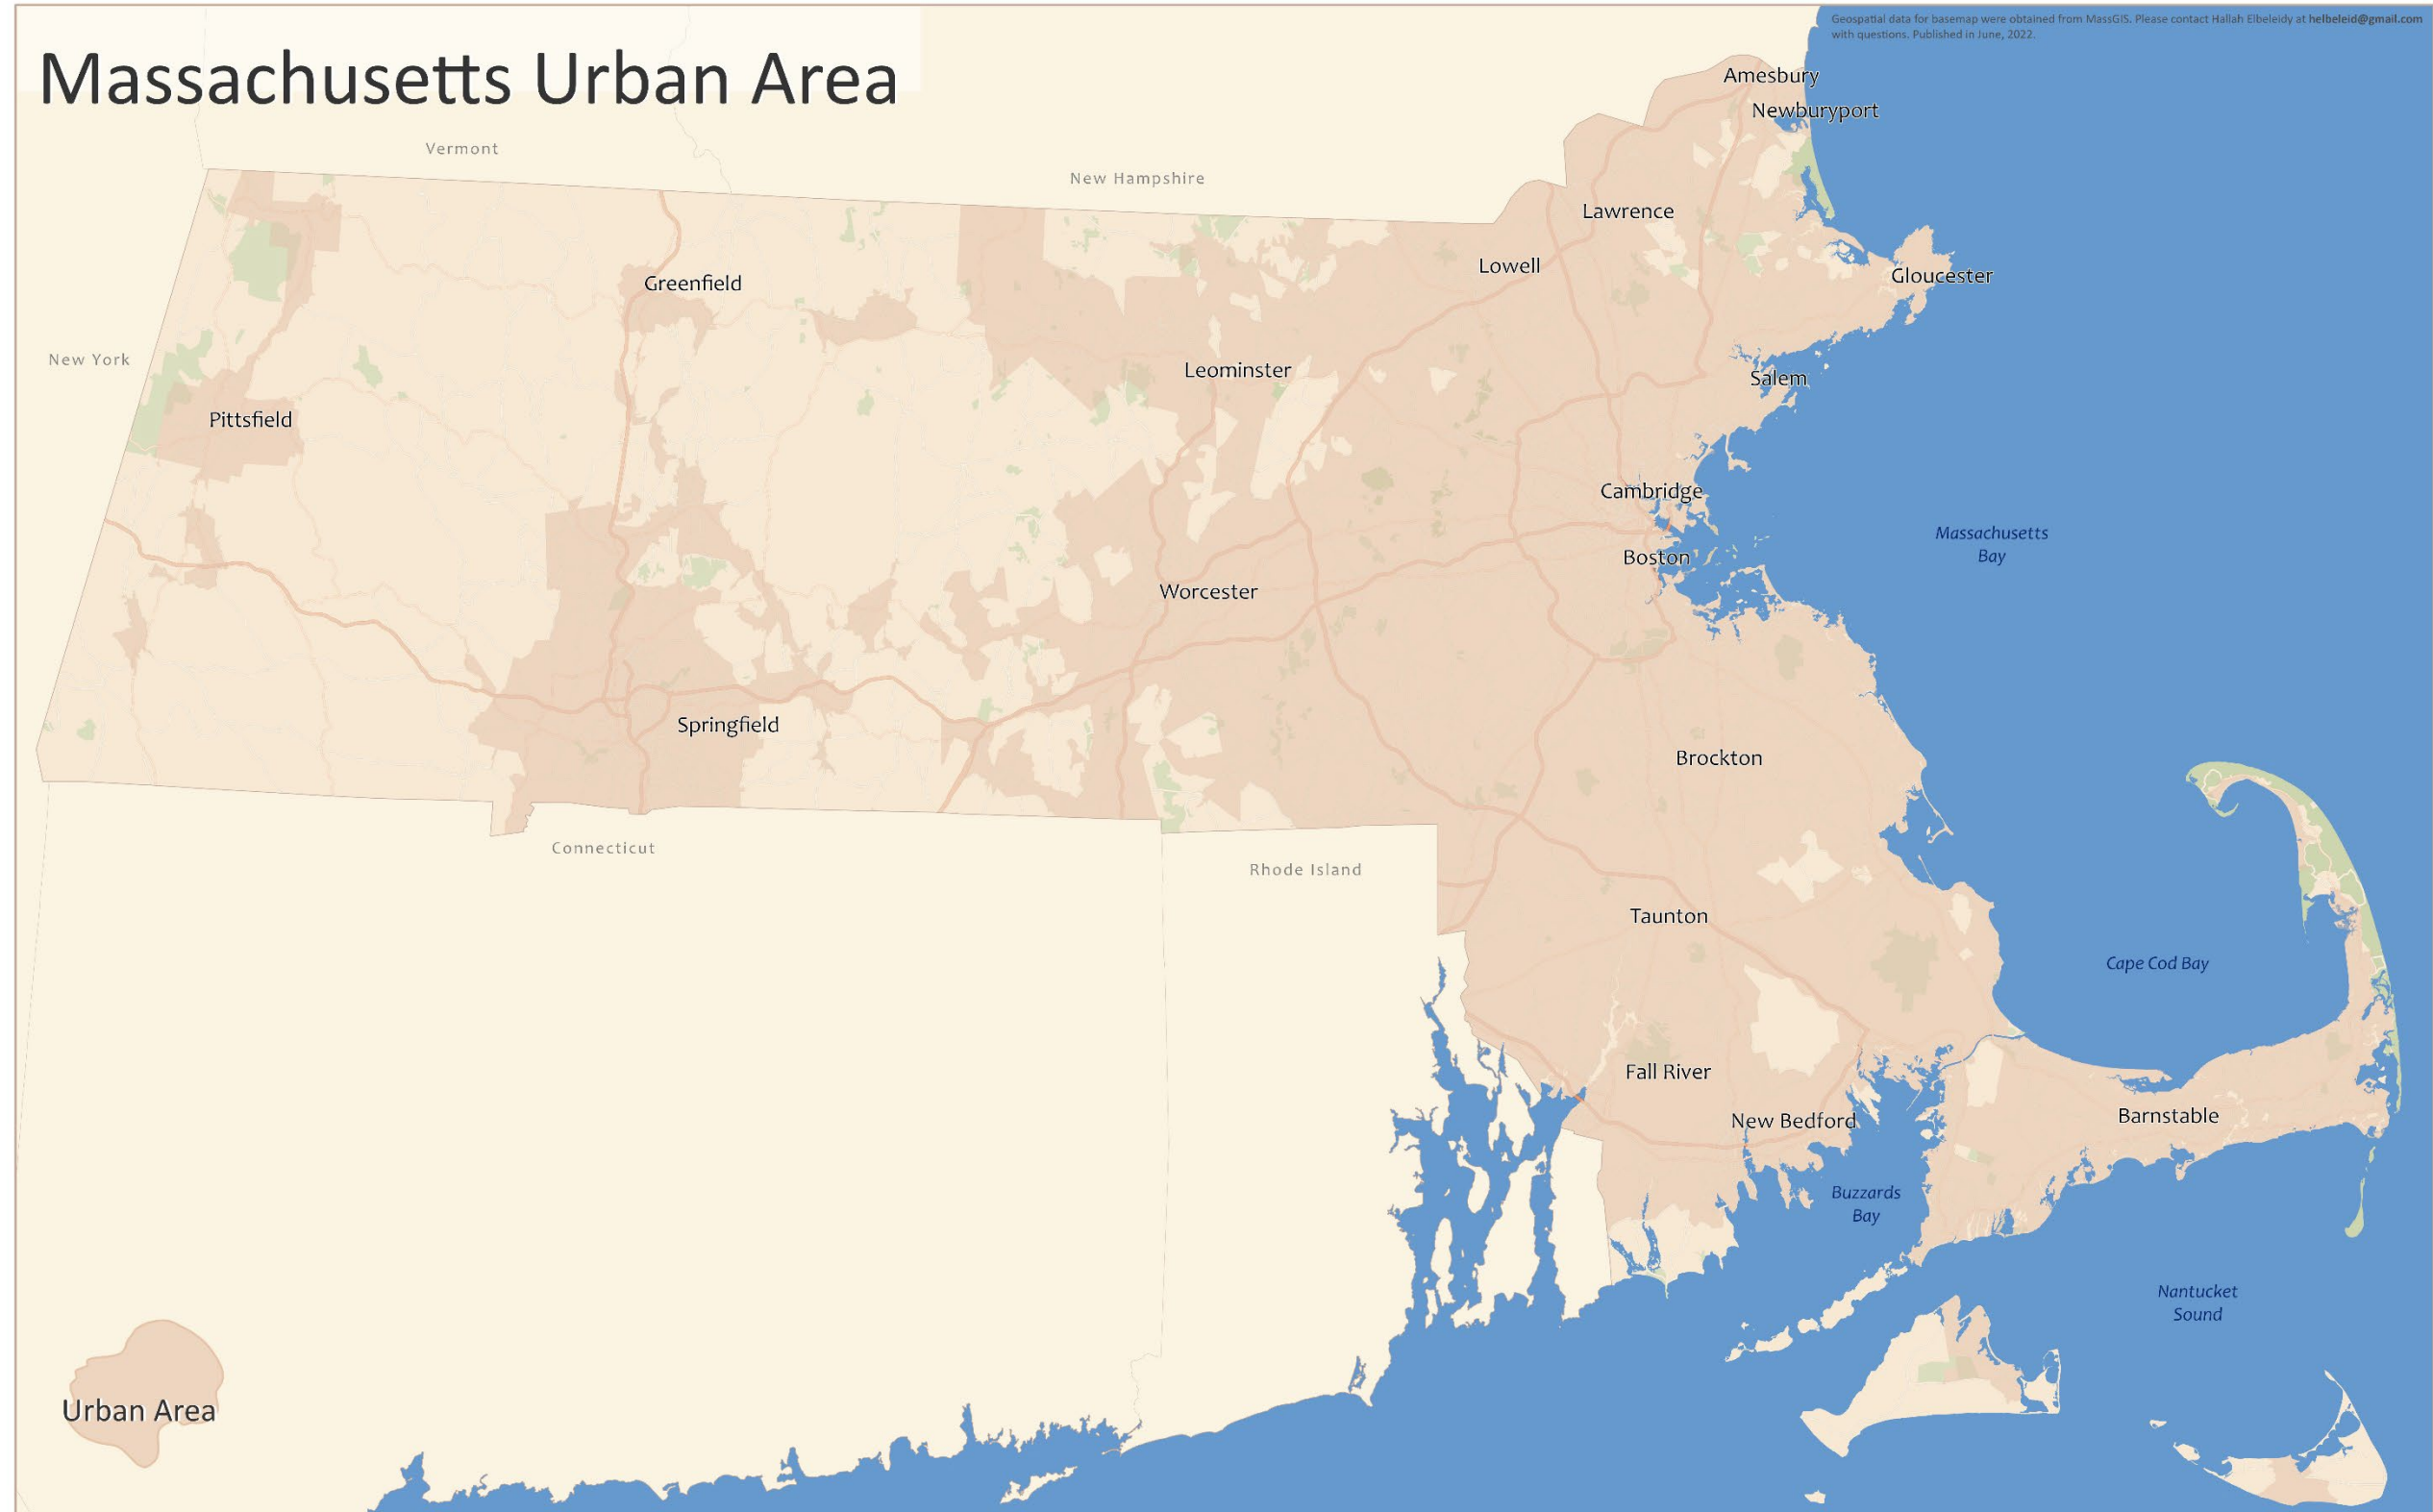 Geospatial data for basemap were obtained from MassGIS. Please contact Hallah Elbeleidy at helbeleid@gmail.com
with questions. Published in June, 2022.
Massachusetts Urban Area
Amesbury
Newburyport
Vermont
New Hampshire
Lawrence
Lowell
Gloucester
Greenfield
New York
Leominster
Salem
Pittsfield
Cambridge
Massachusetts
Bay
Boston
Worcester
Springfield
Brockton
Connecticut
Rhode Island
Taunton
Cape Cod Bay
Fall River
New Bedford
Barnstable
Buzzards
Bay
Nantucket
Sound
Urban Area